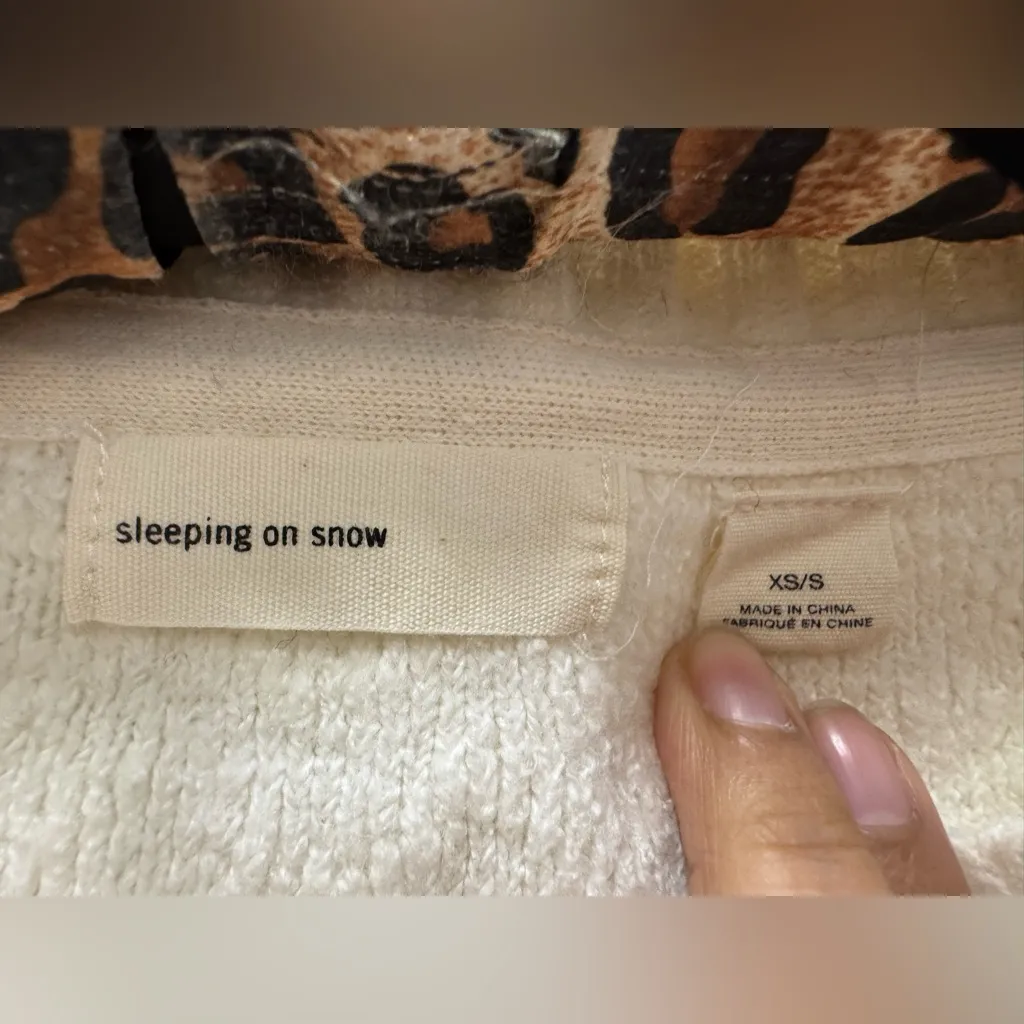 sleeping on snow
XS/S
MADE IN CHINA
FABRIQUÉ EN CHINE